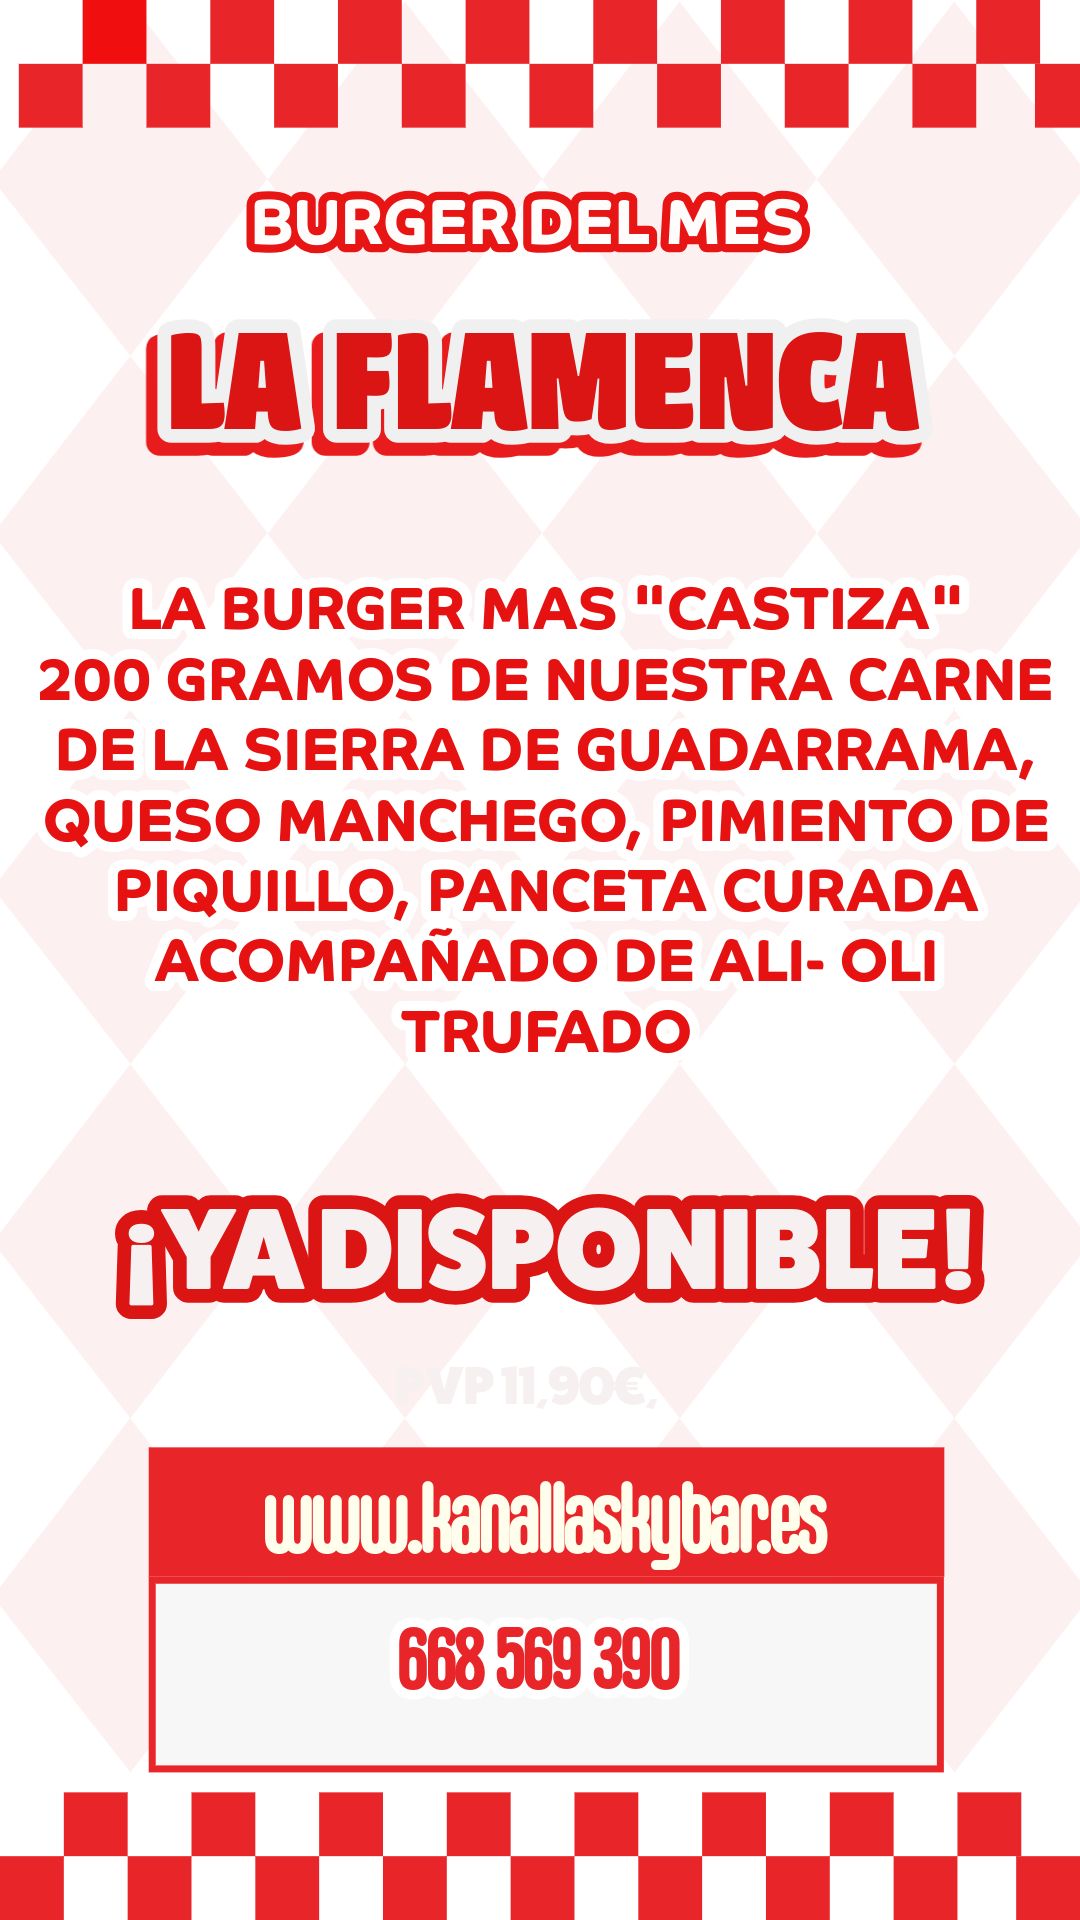 BURGER DEL MES
LA FLAMENCA
LA BURGER MAS "CASTIZA"
200 GRAMOS DE NUESTRA CARNE
DE LA SIERRA DE GUADARRAMA,
QUESO MANCHEGO, PIMIENTO DE
PIQUILLO, PANCETA CURADA
ACOMPAÑADO DE ALI- OLI
TRUFADO
¡YA DISPONIBLE!
PVP 11,90€,
www.kanallaskybar.es
668 569 390